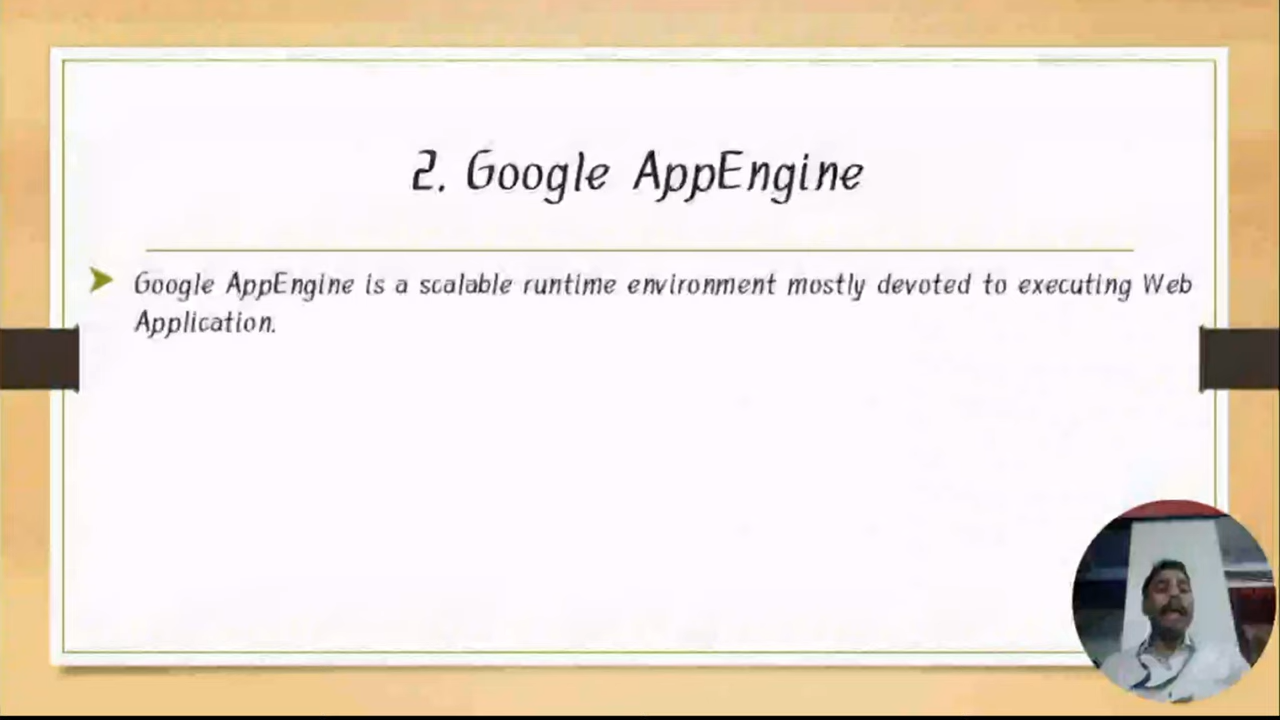 2. Google AppEngine
Google AppEngine is a scalable runtime environment mostly devoted to executing Web
Application.